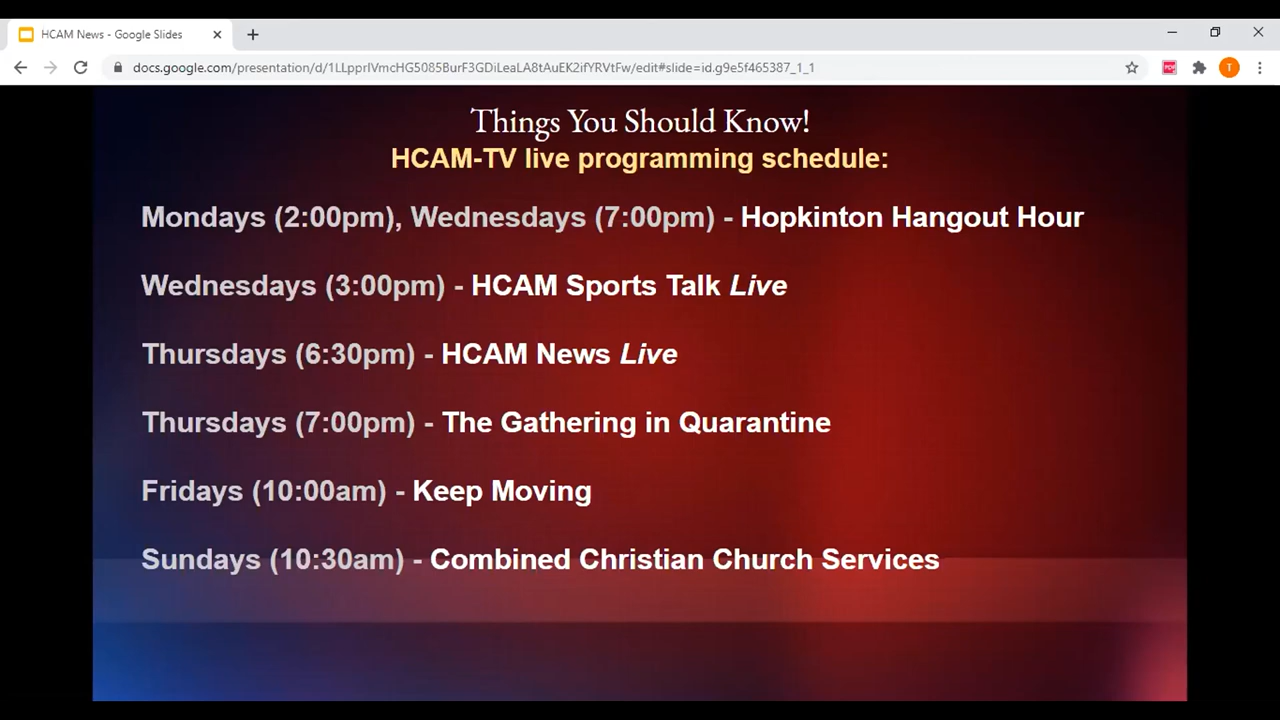 HCAM News - Google Slides
docs.google.com/presentation/d/1LLpprIVmcHG5085BurF3GDiLeaLA8tAuEK2ifYRVtFw/edit#slide=id.g9e5f465387_1_1
PDF
T
Things You Should Know!
HCAM-TV live programming schedule:
Mondays (2:00pm), Wednesdays (7:00pm) - Hopkinton Hangout Hour
Wednesdays (3:00pm) - HCAM Sports Talk Live
Thursdays (6:30pm) - HCAM News Live
Thursdays (7:00pm) - The Gathering in Quarantine
Fridays (10:00am) - Keep Moving
Sundays (10:30am) - Combined Christian Church Services